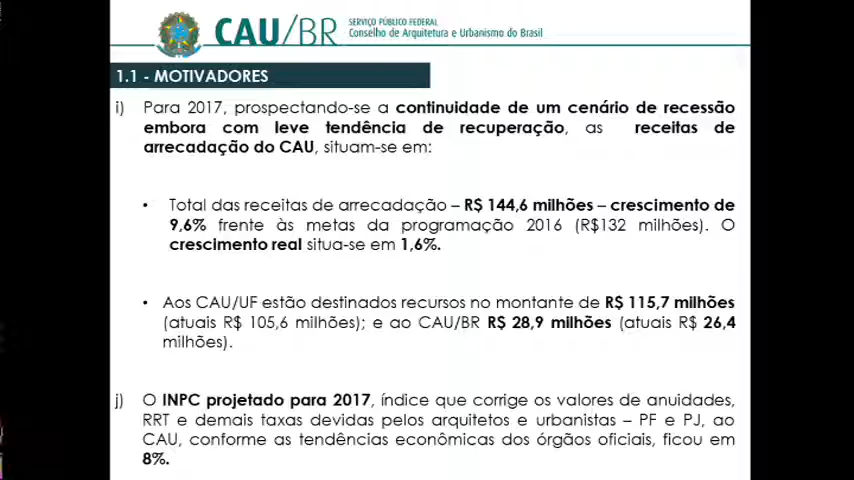 CAU/BR
SERVIÇO PÚBLICO FEDERAL
Conselho de Arquitetura e Urbanismo do Brasil
1.1 - MOTIVADORES
i) Para 2017, prospectando-se a continuidade de um cenário de recessão
embora com leve tendência de recuperação, as receitas de
arrecadação do CAU, situam-se em:
• Total das receitas de arrecadação – R$ 144,6 milhões – crescimento de
9,6% frente às metas da programação 2016 (R$132 milhões). O
crescimento real situa-se em 1,6%.
• Aos CAU/UF estão destinados recursos no montante de R$ 115,7 milhões
(atuais R$ 105,6 milhões); e ao CAU/BR R$ 28,9 milhões (atuais R$ 26,4
milhões).
j) O INPC projetado para 2017, índice que corrige os valores de anuidades,
RRT e demais taxas devidas pelos arquitetos e urbanistas – PF e PJ, ao
CAU, conforme as tendências econômicas dos órgãos oficiais, ficou em
8%.